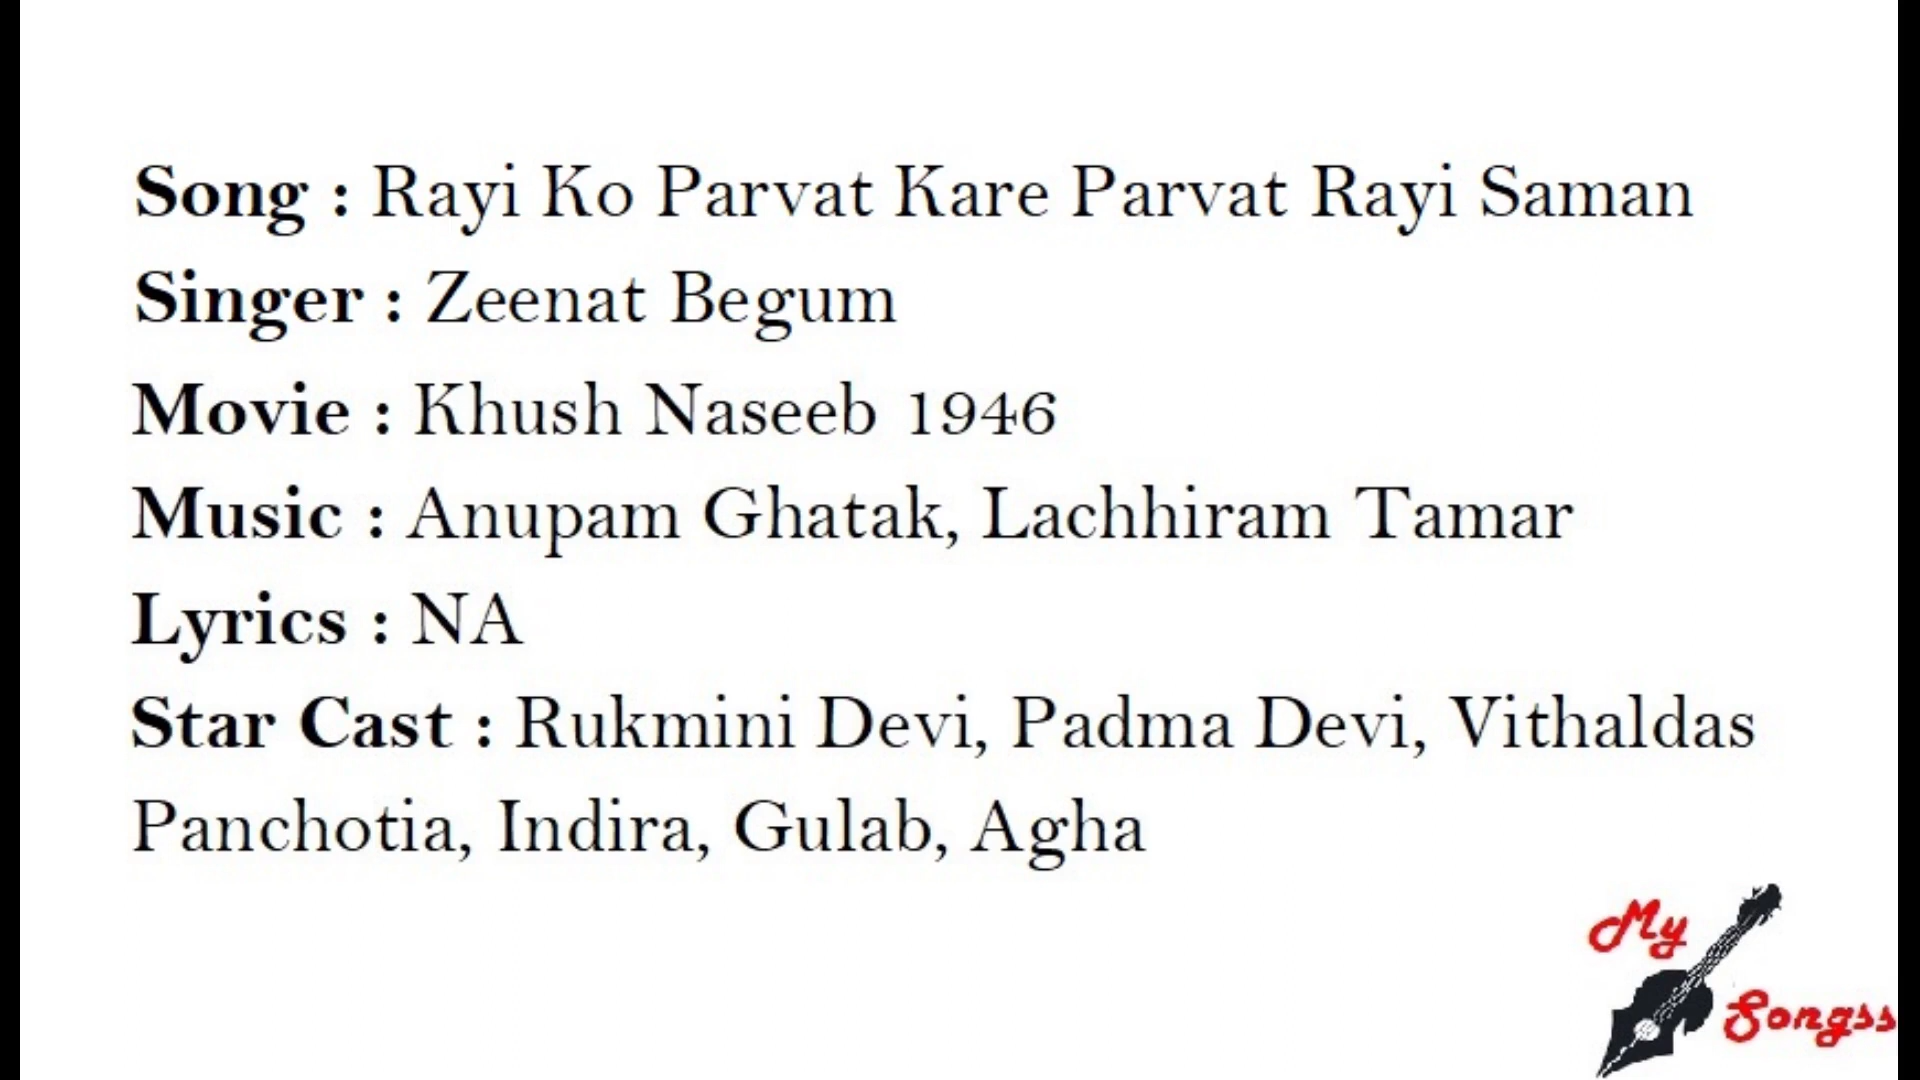 Song : Rayi Ko Parvat Kare Parvat Rayi Saman
Singer : Zeenat Begum
Movie : Khush Naseeb 1946
Music : Anupam Ghatak, Lachhiram Tamar
Lyrics : NA
Star Cast : Rukmini Devi, Padma Devi, Vithaldas
Panchotia, Indira, Gulab, Agha
My
Songss